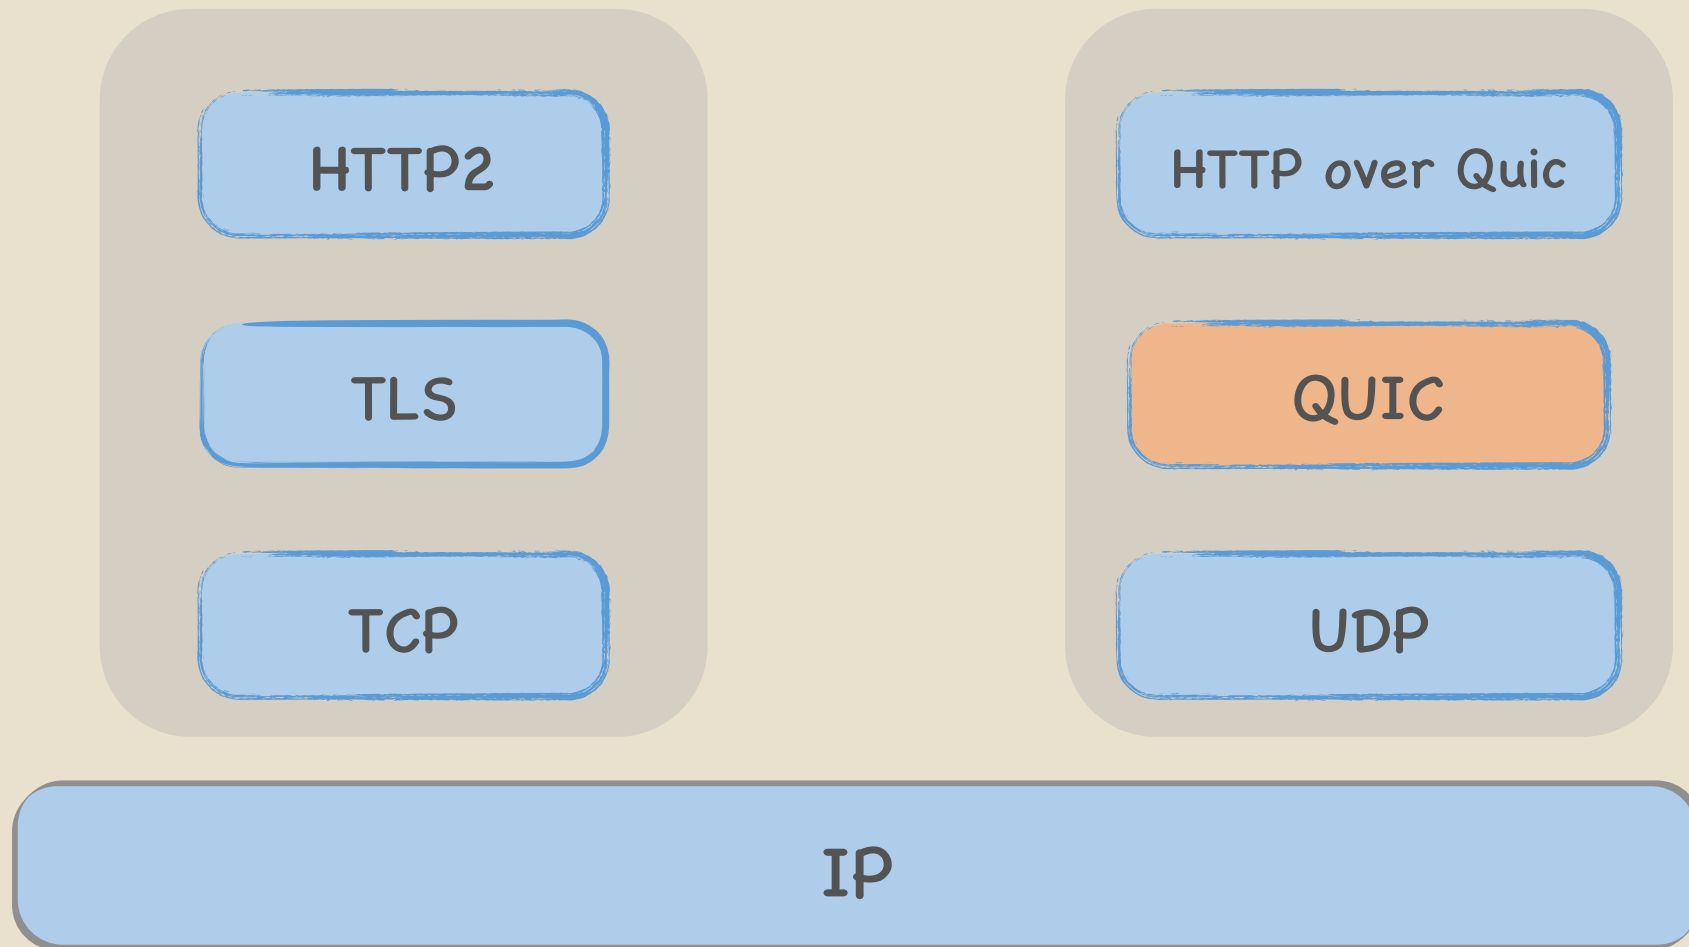 HTTP2
TLS
TCP
HTTP over Quic
QUIC
UDP
IP